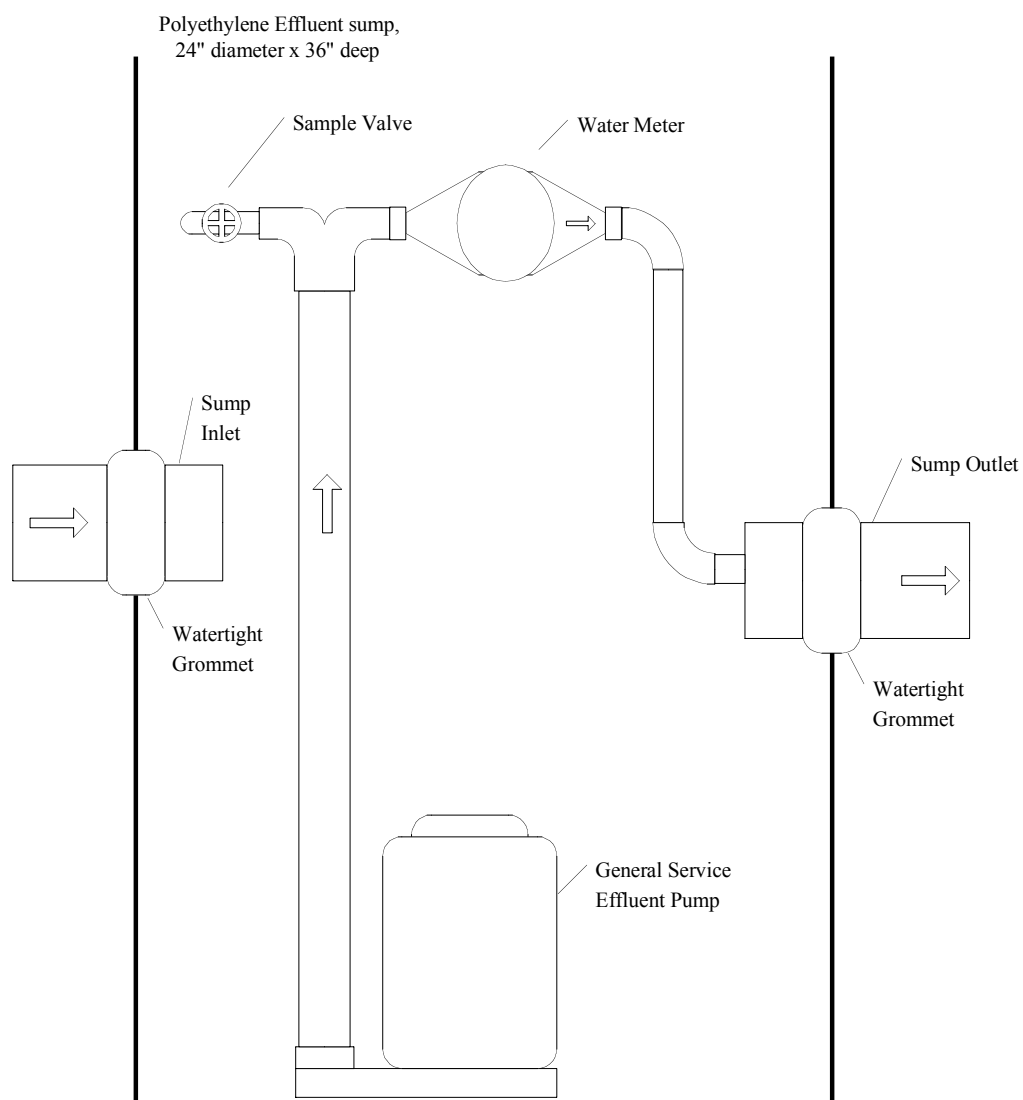 Polyethylene Effluent sump,
24" diameter x 36" deep
Sample Valve
Water Meter
Sump
Inlet
Sump Outlet
Watertight
Grommet
Watertight
Grommet
General Service
Effluent Pump